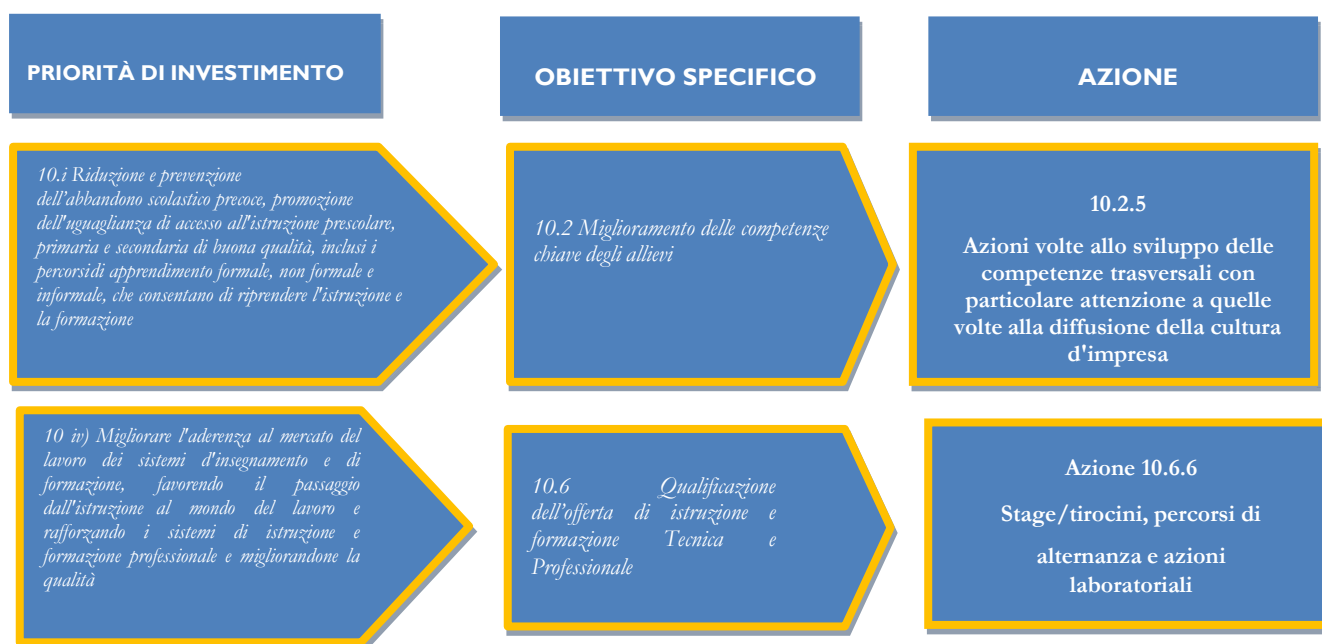 PRIORITÀ DI INVESTIMENTO
OBIETTIVO SPECIFICO
AZIONE
10.i Riduzione e prevenzione
dell'abbandono scolastico precoce, promozione
dell'uguaglianza di accesso all'istruzione prescolare,
primaria e secondaria di buona qualità, inclusi i
percorsidi apprendimento formale, non formale e
informale, che consentano di riprendere l'istruzione e
la formazione
10.2 Miglioramento delle competenze
chiave degli allievi
10.2.5
Azioni volte allo sviluppo delle
competenze trasversali con
particolare attenzione a quelle
volte alla diffusione della cultura
d'impresa
10 iv) Migliorare l'aderenza al mercato del
lavoro dei sistemi d'insegnamento e di
formazione, favorendo il passaggio
dall'istruzione al mondo del lavoro e
rafforzando i sistemi di istruzione e
formazione professionale e migliorandone la
qualità
10.6 Qualificazione
dell'offerta di istruzione e
formazione Tecnica e
Professionale
Azione 10.6.6
Stage/tirocini, percorsi di
alternanza e azioni
laboratoriali